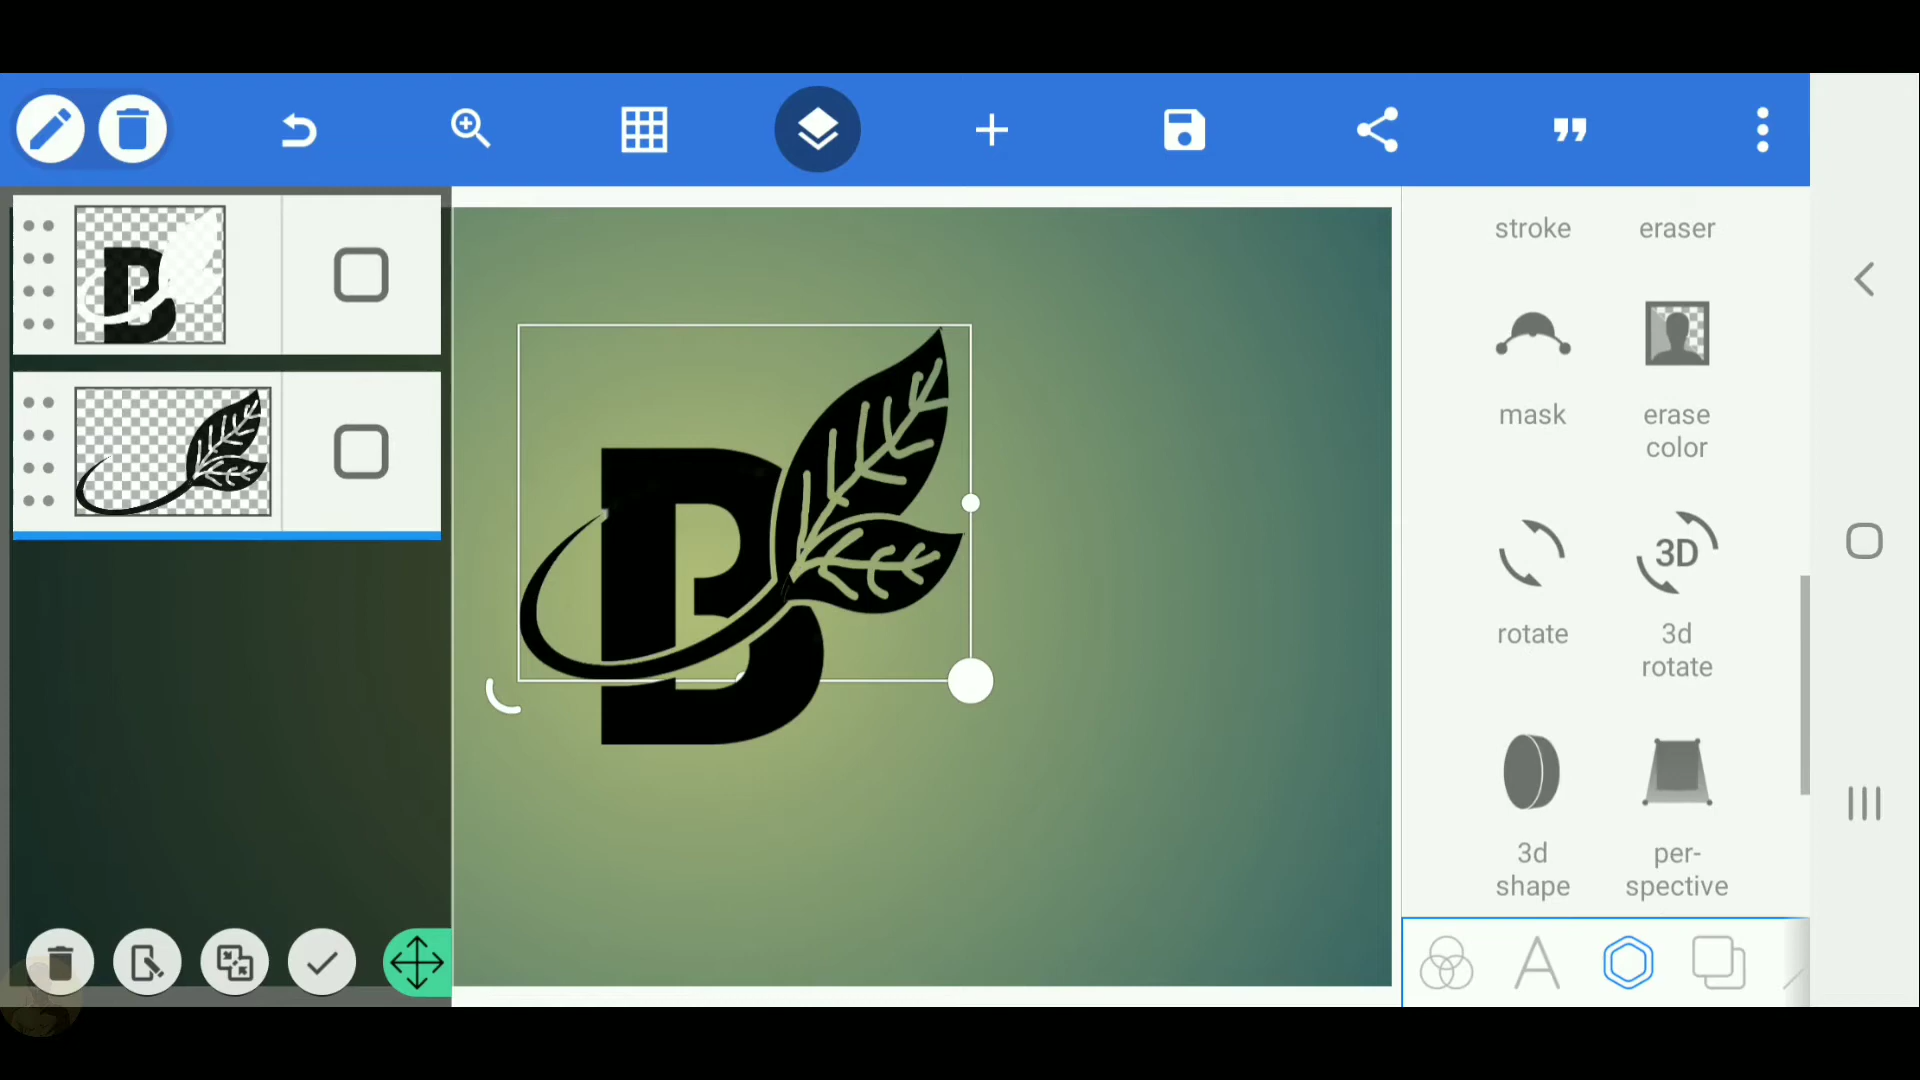 stroke eraser
mask erase
color
rotate 3D
3d
rotate
3d per-
shape spective
B
A